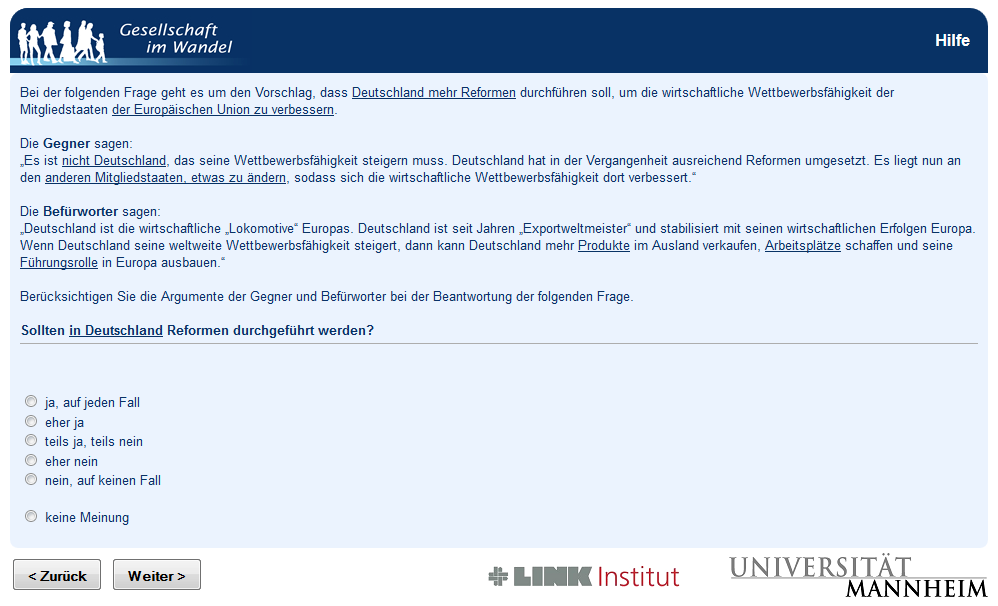 Gesellschaft
im Wandel
Hilfe
Bei der folgenden Frage geht es um den Vorschlag, dass Deutschland mehr Reformen durchführen soll, um die wirtschaftliche Wettbewerbsfähigkeit der
Mitgliedstaaten der Europäischen Union zu verbessern.
Die Gegner sagen:
„Es ist nicht Deutschland, das seine Wettbewerbsfähigkeit steigern muss. Deutschland hat in der Vergangenheit ausreichend Reformen umgesetzt. Es liegt nun an
den anderen Mitgliedstaaten, etwas zu ändern, sodass sich die wirtschaftliche Wettbewerbsfähigkeit dort verbessert.“
Die Befürworter sagen:
„Deutschland ist die wirtschaftliche „Lokomotive“ Europas. Deutschland ist seit Jahren „Exportweltmeister“ und stabilisiert mit seinen wirtschaftlichen Erfolgen Europa.
Wenn Deutschland seine weltweite Wettbewerbsfähigkeit steigert, dann kann Deutschland mehr Produkte im Ausland verkaufen, Arbeitsplätze schaffen und seine
Führungsrolle in Europa ausbauen.“
Berücksichtigen Sie die Argumente der Gegner und Befürworter bei der Beantwortung der folgenden Frage.
Sollten in Deutschland Reformen durchgeführt werden?
ja, auf jeden Fall
eher ja
teils ja, teils nein
eher nein
nein, auf keinen Fall
keine Meinung
< Zurück
Weiter >
LINK Institut
UNIVERSITÄT
MANNHEIM